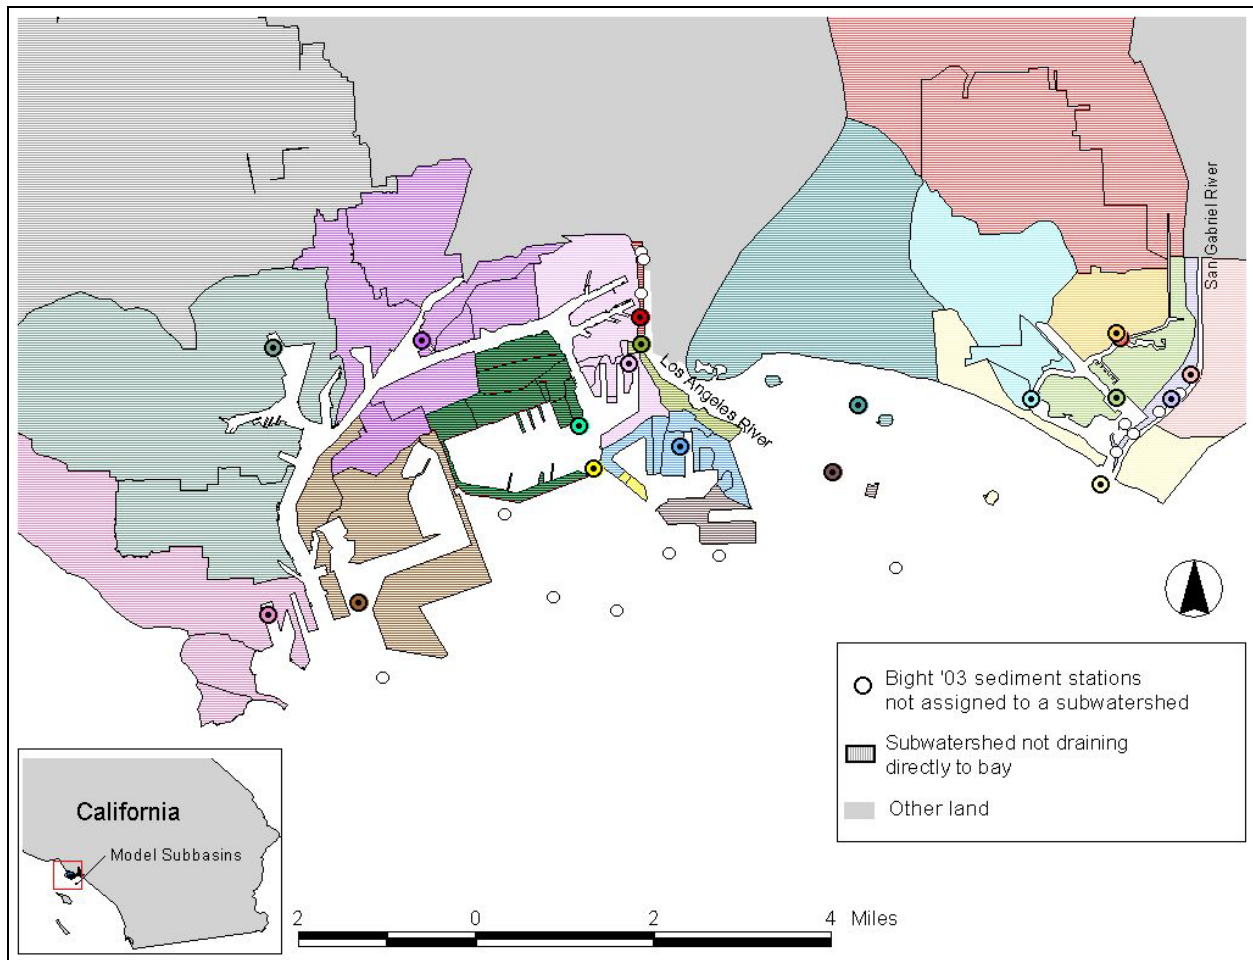 San Gabriel River
Los Angeles River
Bight '03 sediment stations
not assigned to a subwatershed
Subwatershed not draining
directly to bay
Other land
California
Model Subbasins
2 0 2 4 Miles